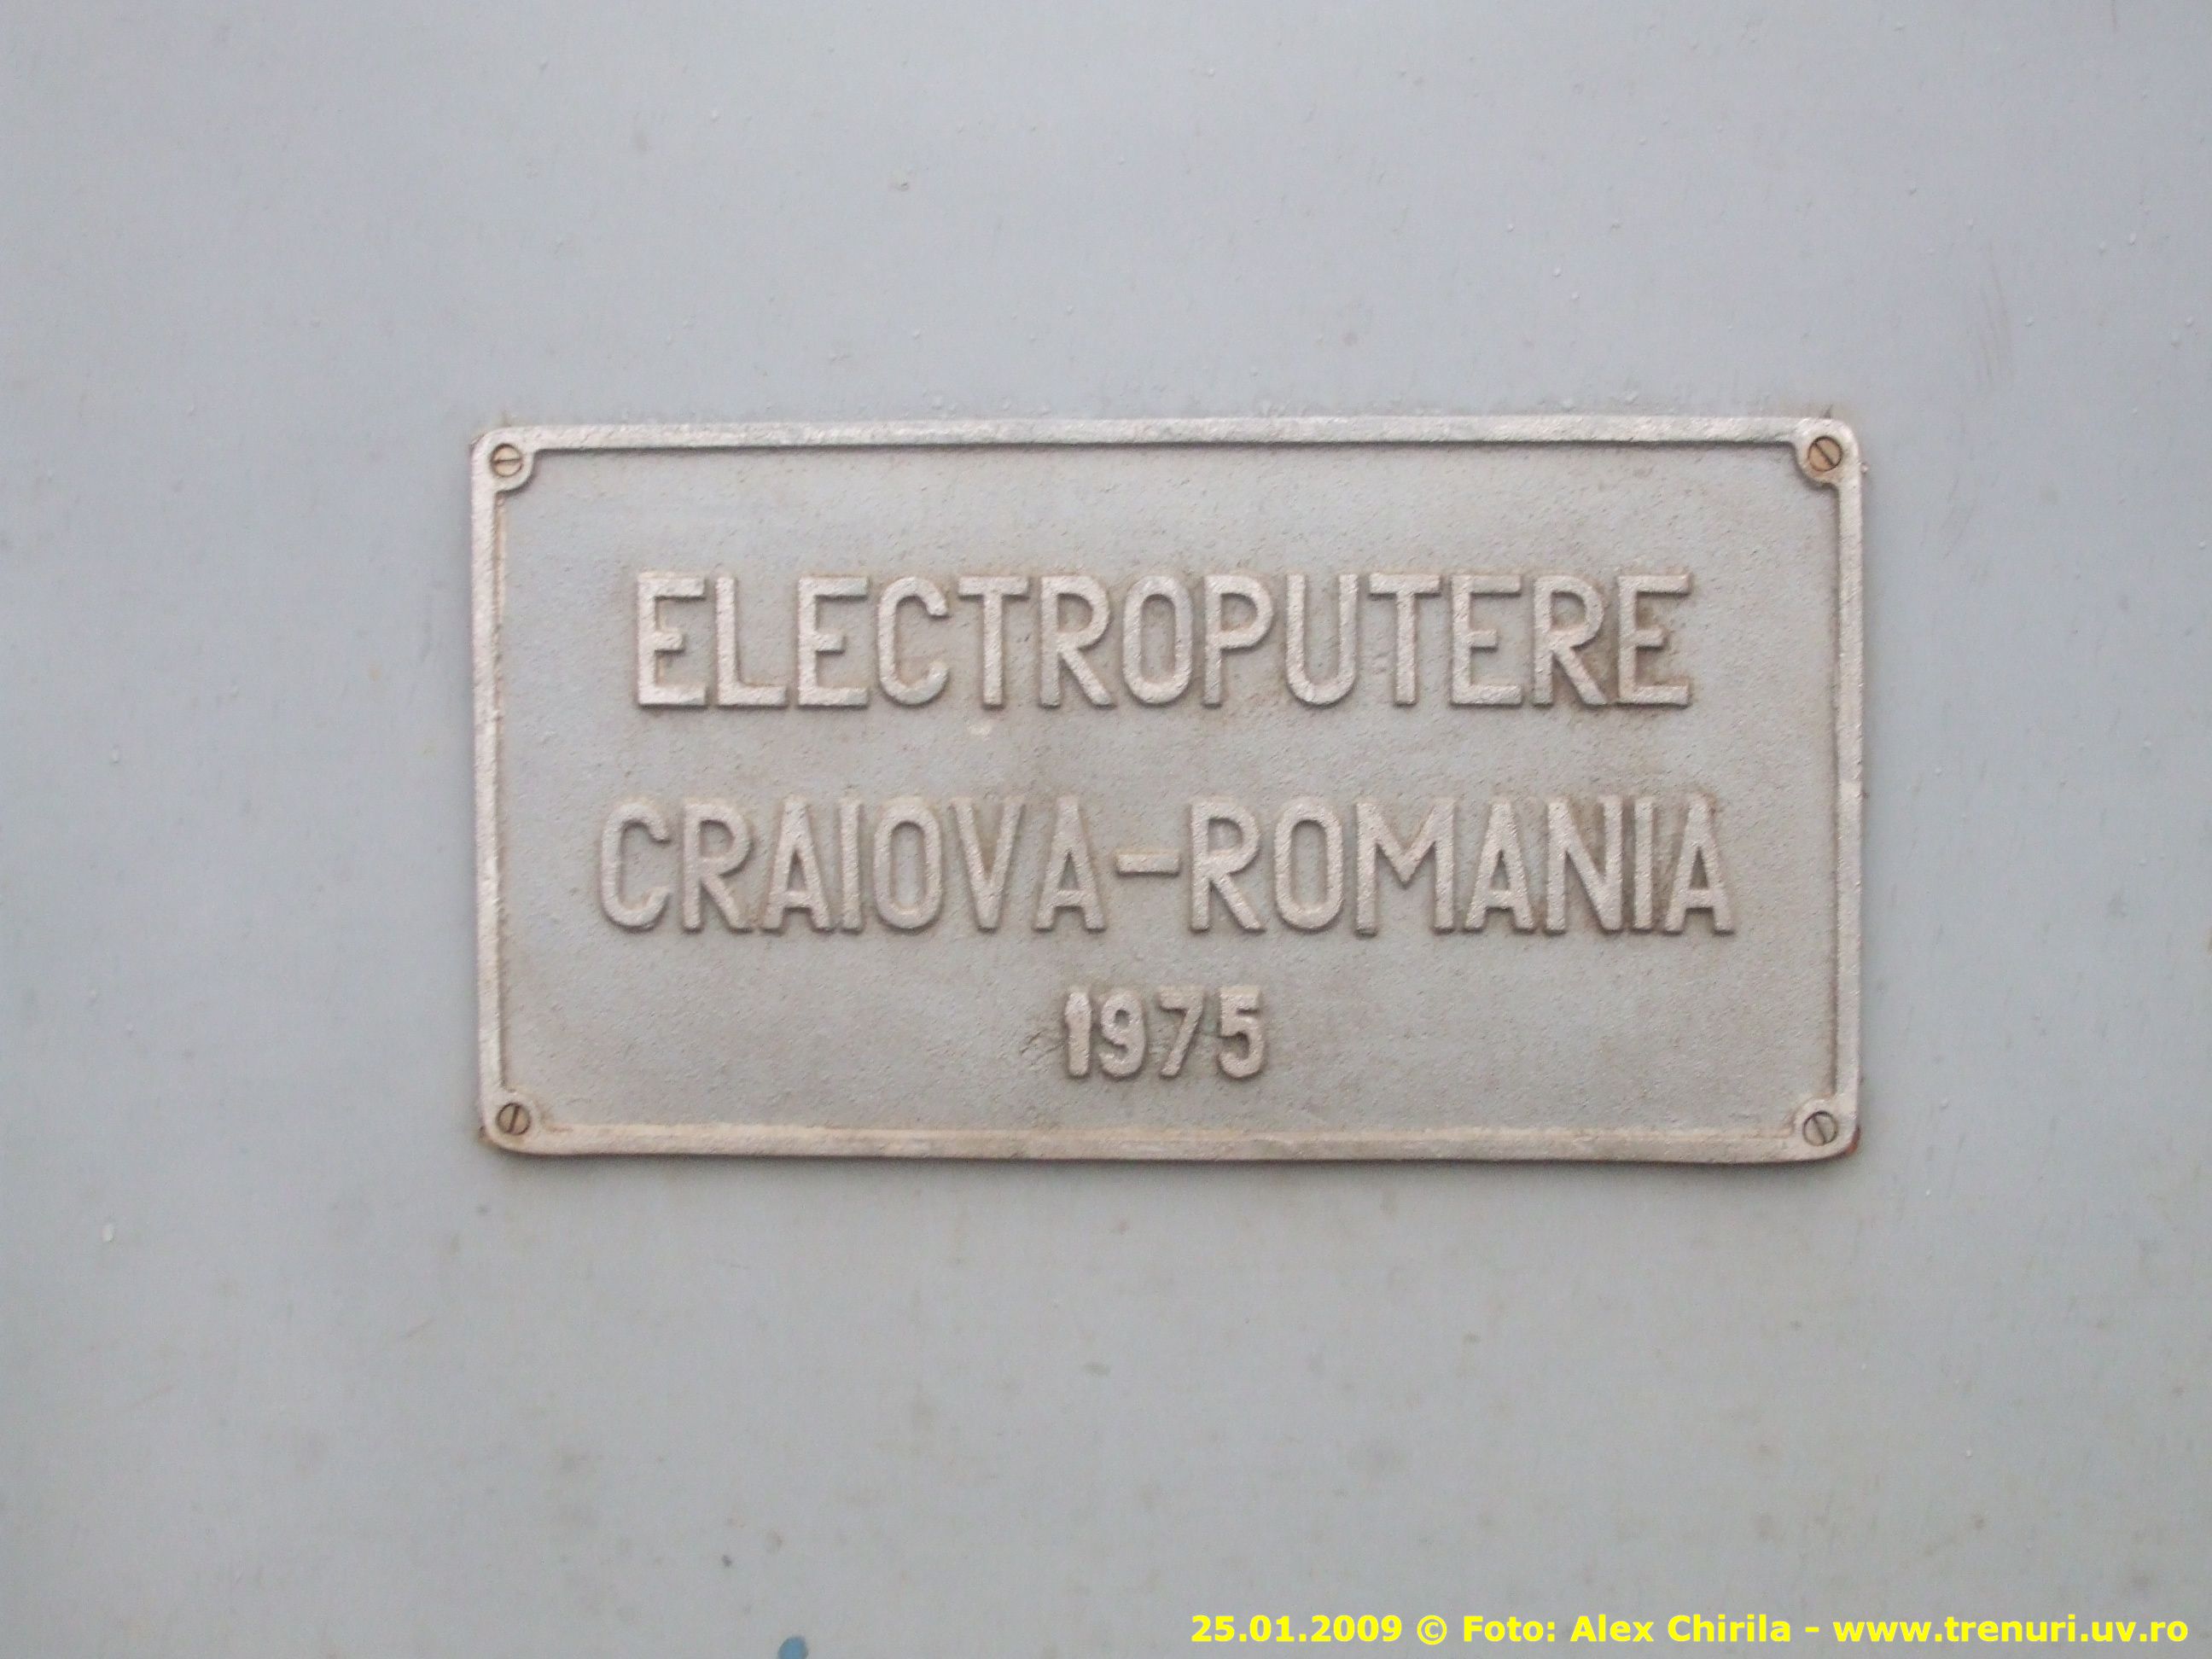 ELECTROPUTERE
CRAIOVA-ROMANIA
1975
25.01.2009 © Foto: Alex Chirila - www.trenuri.uv.ro